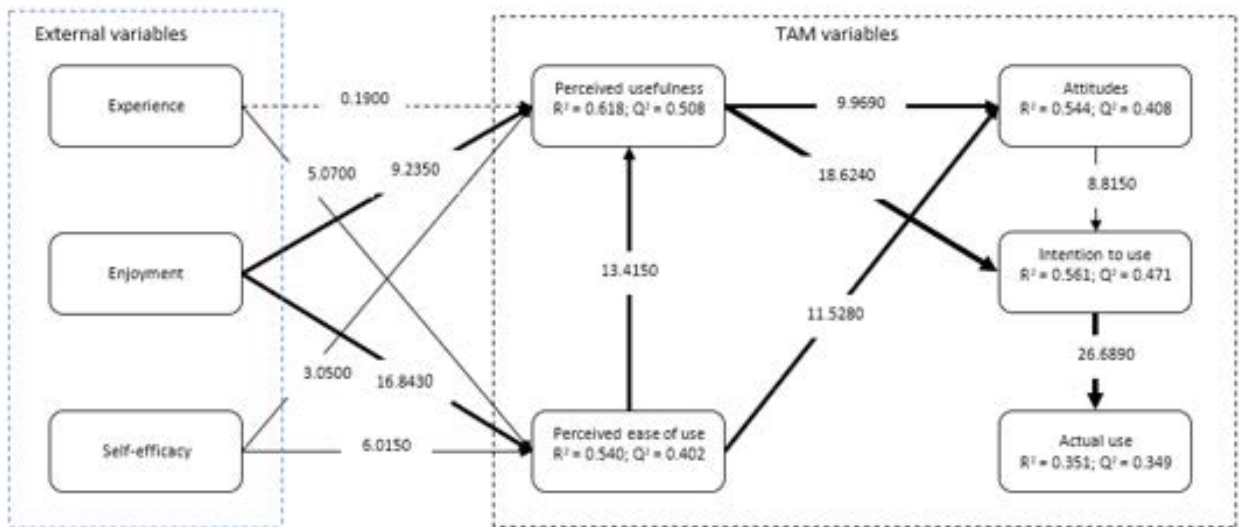 External variables
TAM variables
Experience
0.1900
Perceived usefulness
R² = 0.618; Q² = 0.508
9.9690
Attitudes
R² = 0.544; Q² = 0.408
5.0700
9.2350
18.6240
8.8150
Enjoyment
13.4150
Intention to use
R² = 0.561; Q² = 0.471
11.5280
3.0500
16.8430
26.6890
Self-efficacy
6.0150
Perceived ease of use
R² = 0.540; Q² = 0.402
Actual use
R² = 0.351; Q² = 0.349